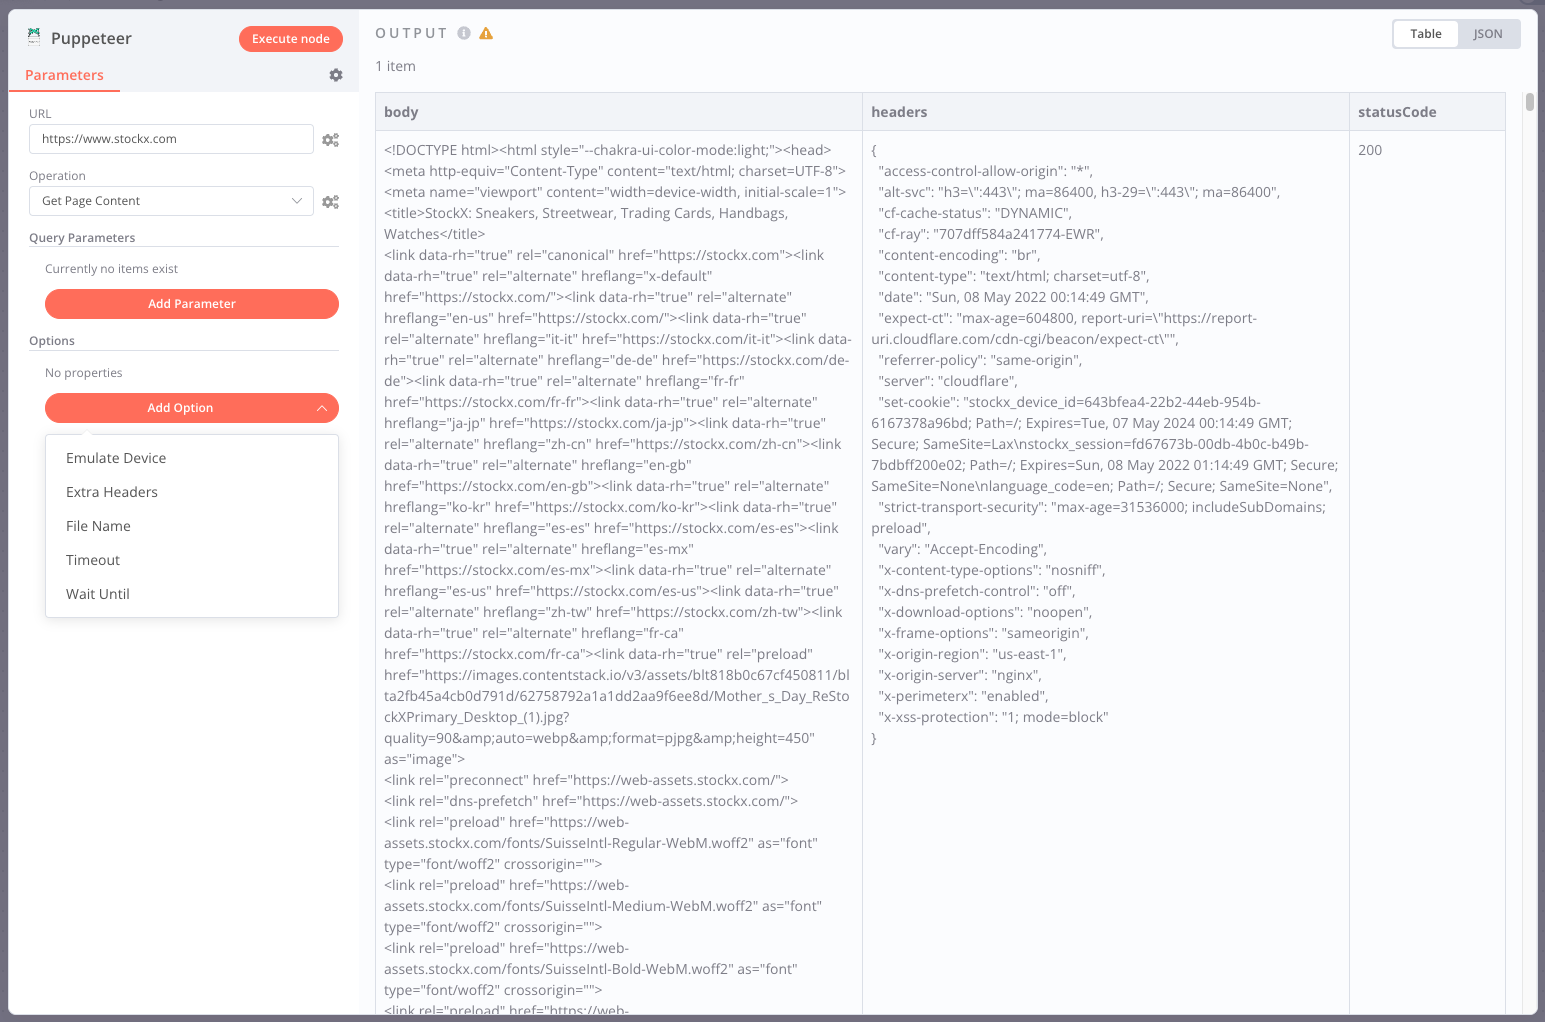 Puppeteer
Execute node
Parameters
URL
https://www.stockx.com
Operation
Get Page Content
Query Parameters
Currently no items exist
Add Parameter
Options
No properties
Add Option
Emulate Device
Extra Headers
File Name
Timeout
Wait Until
OUTPUT
Table
JSON
1 item
body
headers
statusCode
<!DOCTYPE html><html style="--chakra-ui-color-mode:light;"><head>
<meta http-equiv="Content-Type" content="text/html; charset=UTF-8">
<meta name="viewport" content="width=device-width, initial-scale=1">
<title>StockX: Sneakers, Streetwear, Trading Cards, Handbags,
Watches</title>
<link data-rh="true" rel="canonical" href="https://stockx.com"><link
data-rh="true" rel="alternate" hreflang="x-default"
href="https://stockx.com/"><link data-rh="true" rel="alternate"
hreflang="en-us" href="https://stockx.com/"><link data-rh="true"
rel="alternate" hreflang="it-it" href="https://stockx.com/it-it"><link data-
rh="true" rel="alternate" hreflang="de-de" href="https://stockx.com/de-
de"><link data-rh="true" rel="alternate" hreflang="fr-fr"
href="https://stockx.com/fr-fr"><link data-rh="true" rel="alternate"
hreflang="ja-jp" href="https://stockx.com/ja-jp"><link data-rh="true"
rel="alternate" hreflang="zh-cn" href="https://stockx.com/zh-cn"><link
data-rh="true" rel="alternate" hreflang="en-gb"
href="https://stockx.com/en-gb"><link data-rh="true" rel="alternate"
hreflang="ko-kr" href="https://stockx.com/ko-kr"><link data-rh="true"
rel="alternate" hreflang="es-es" href="https://stockx.com/es-es"><link
data-rh="true" rel="alternate" hreflang="es-mx"
href="https://stockx.com/es-mx"><link data-rh="true" rel="alternate"
hreflang="es-us" href="https://stockx.com/es-us"><link data-rh="true"
rel="alternate" hreflang="zh-tw" href="https://stockx.com/zh-tw"><link
data-rh="true" rel="alternate" hreflang="fr-ca"
href="https://stockx.com/fr-ca"><link data-rh="true" rel="preload"
href="https://images.contentstack.io/v3/assets/blt818b0c67cf450811/bl
ta2fb45a4cb0d791d/62758792a1a1dd2aa9f6ee8d/Mother_s_Day_ReSto
ckXPrimary_Desktop_(1).jpg?
quality=90&amp;auto=webp&amp;format=pjpg&amp;height=450"
as="image">
<link rel="preconnect" href="https://web-assets.stockx.com/">
<link rel="dns-prefetch" href="https://web-assets.stockx.com/">
<link rel="preload" href="https://web-
assets.stockx.com/fonts/SuisseIntl-Regular-WebM.woff2" as="font"
type="font/woff2" crossorigin="">
<link rel="preload" href="https://web-
assets.stockx.com/fonts/SuisseIntl-Medium-WebM.woff2" as="font"
type="font/woff2" crossorigin="">
<link rel="preload" href="https://web-
assets.stockx.com/fonts/SuisseIntl-Bold-WebM.woff2" as="font"
type="font/woff2" crossorigin="">
<link rel="preload" href="https://web-
{
"access-control-allow-origin": "*",
"alt-svc": "h3=\":443\"; ma=86400, h3-29=\":443\"; ma=86400",
"cf-cache-status": "DYNAMIC",
"cf-ray": "707dff584a241774-EWR",
"content-encoding": "br",
"content-type": "text/html; charset=utf-8",
"date": "Sun, 08 May 2022 00:14:49 GMT",
"expect-ct": "max-age=604800, report-uri=\"https://report-
uri.cloudflare.com/cdn-cgi/beacon/expect-ct\"",
"referrer-policy": "same-origin",
"server": "cloudflare",
"set-cookie": "stockx_device_id=643bfea4-22b2-44eb-954b-
6167378a96bd; Path=/; Expires=Tue, 07 May 2024 00:14:49 GMT;
Secure; SameSite=Lax\nstockx_session=fd67673b-00db-4b0c-b49b-
7bdbff200e02; Path=/; Expires=Sun, 08 May 2022 01:14:49 GMT; Secure;
SameSite=None\nlanguage_code=en; Path=/; Secure; SameSite=None",
"strict-transport-security": "max-age=31536000; includeSubDomains;
preload",
"vary": "Accept-Encoding",
"x-content-type-options": "nosniff",
"x-dns-prefetch-control": "off",
"x-download-options": "noopen",
"x-frame-options": "sameorigin",
"x-origin-region": "us-east-1",
"x-origin-server": "nginx",
"x-perimeterx": "enabled",
"x-xss-protection": "1; mode=block"
}
200